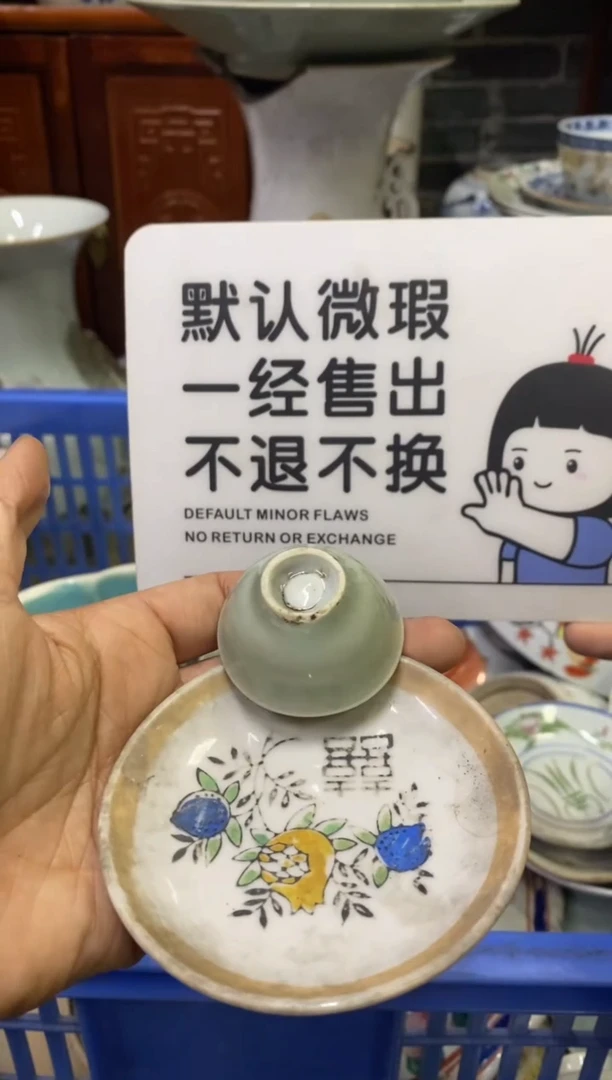 默认微瑕
一经售出
不退不换
DEFAULT MINOR FLAWS
NO RETURN OR EXCHANGE
囍